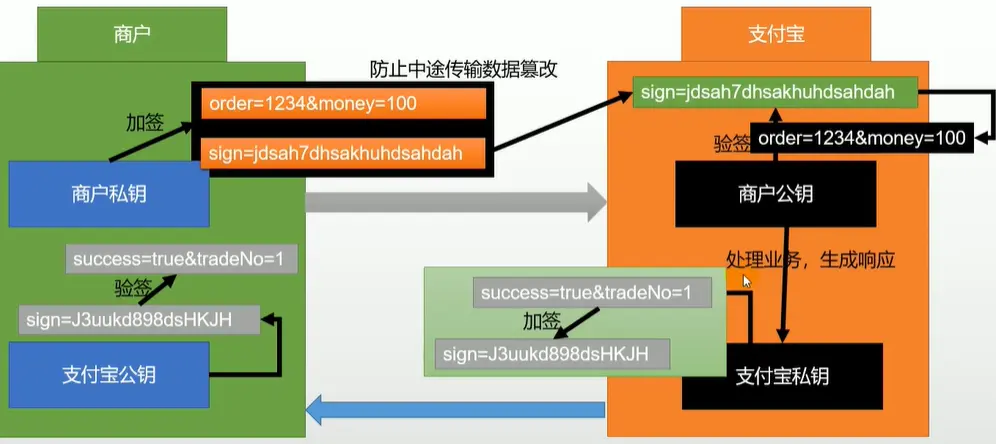 商户
支付宝
防止中途传输数据篡改
order=1234&money=100
sign=jdsah7dhsakhuhdsahdah
加签
sign=jdsah7dhsakhuhdsahdah
验签
order=1234&money=100
商户私钥
商户公钥
success=true&tradeNo=1
处理业务，生成响应
验签
success=true&tradeNo=1
sign=J3uukd898dsHKJH
加签
sign=J3uukd898dsHKJH
支付宝公钥
支付宝私钥